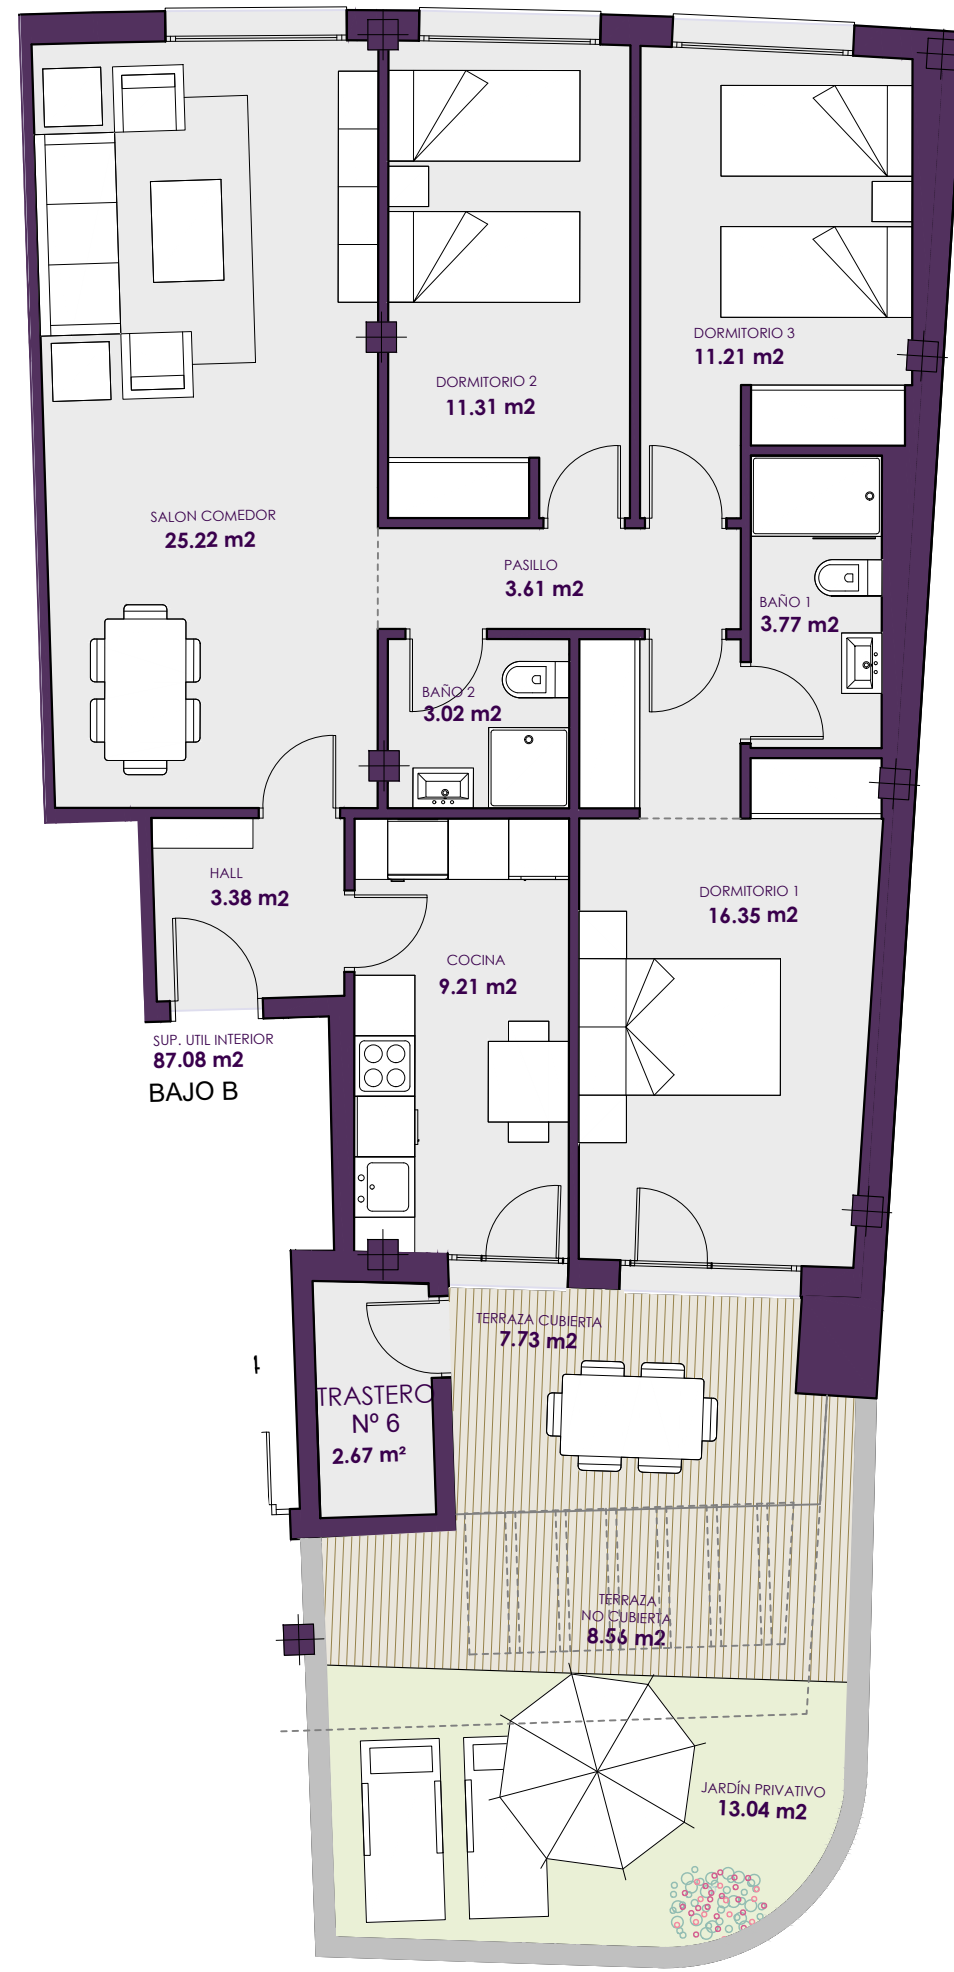 DORMITORIO 3
11.21 m2
DORMITORIO 2
11.31 m2
SALON COMEDOR
25.22 m2
PASILLO
3.61 m2
BAÑO 1
3.77 m2
BAÑO 2
3.02 m2
HALL
3.38 m2
DORMITORIO 1
16.35 m2
COCINA
9.21 m2
SUP. UTIL INTERIOR
87.08 m2
BAJO B
TERRAZA CUBIERTA
7.73 m2
TRASTERO
Nº 6
2.67 m²
TERRAZA
NO CUBIERTA
8.56 m2
JARDÍN PRIVATIVO
13.04 m2